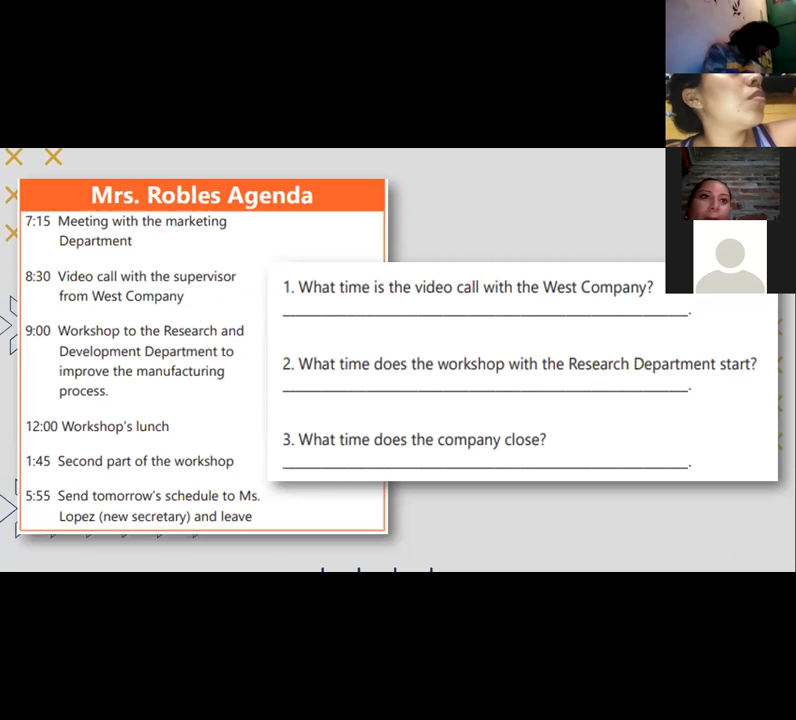 Mrs. Robles Agenda
7:15 Meeting with the marketing
Department
8:30 Video call with the supervisor
from West Company
9:00 Workshop to the Research and
Development Department to
improve the manufacturing
process.
12:00 Workshop's lunch
1:45 Second part of the workshop
5:55 Send tomorrow's schedule to Ms.
Lopez (new secretary) and leave
1. What time is the video call with the West Company?
2. What time does the workshop with the Research Department start?
3. What time does the company close?